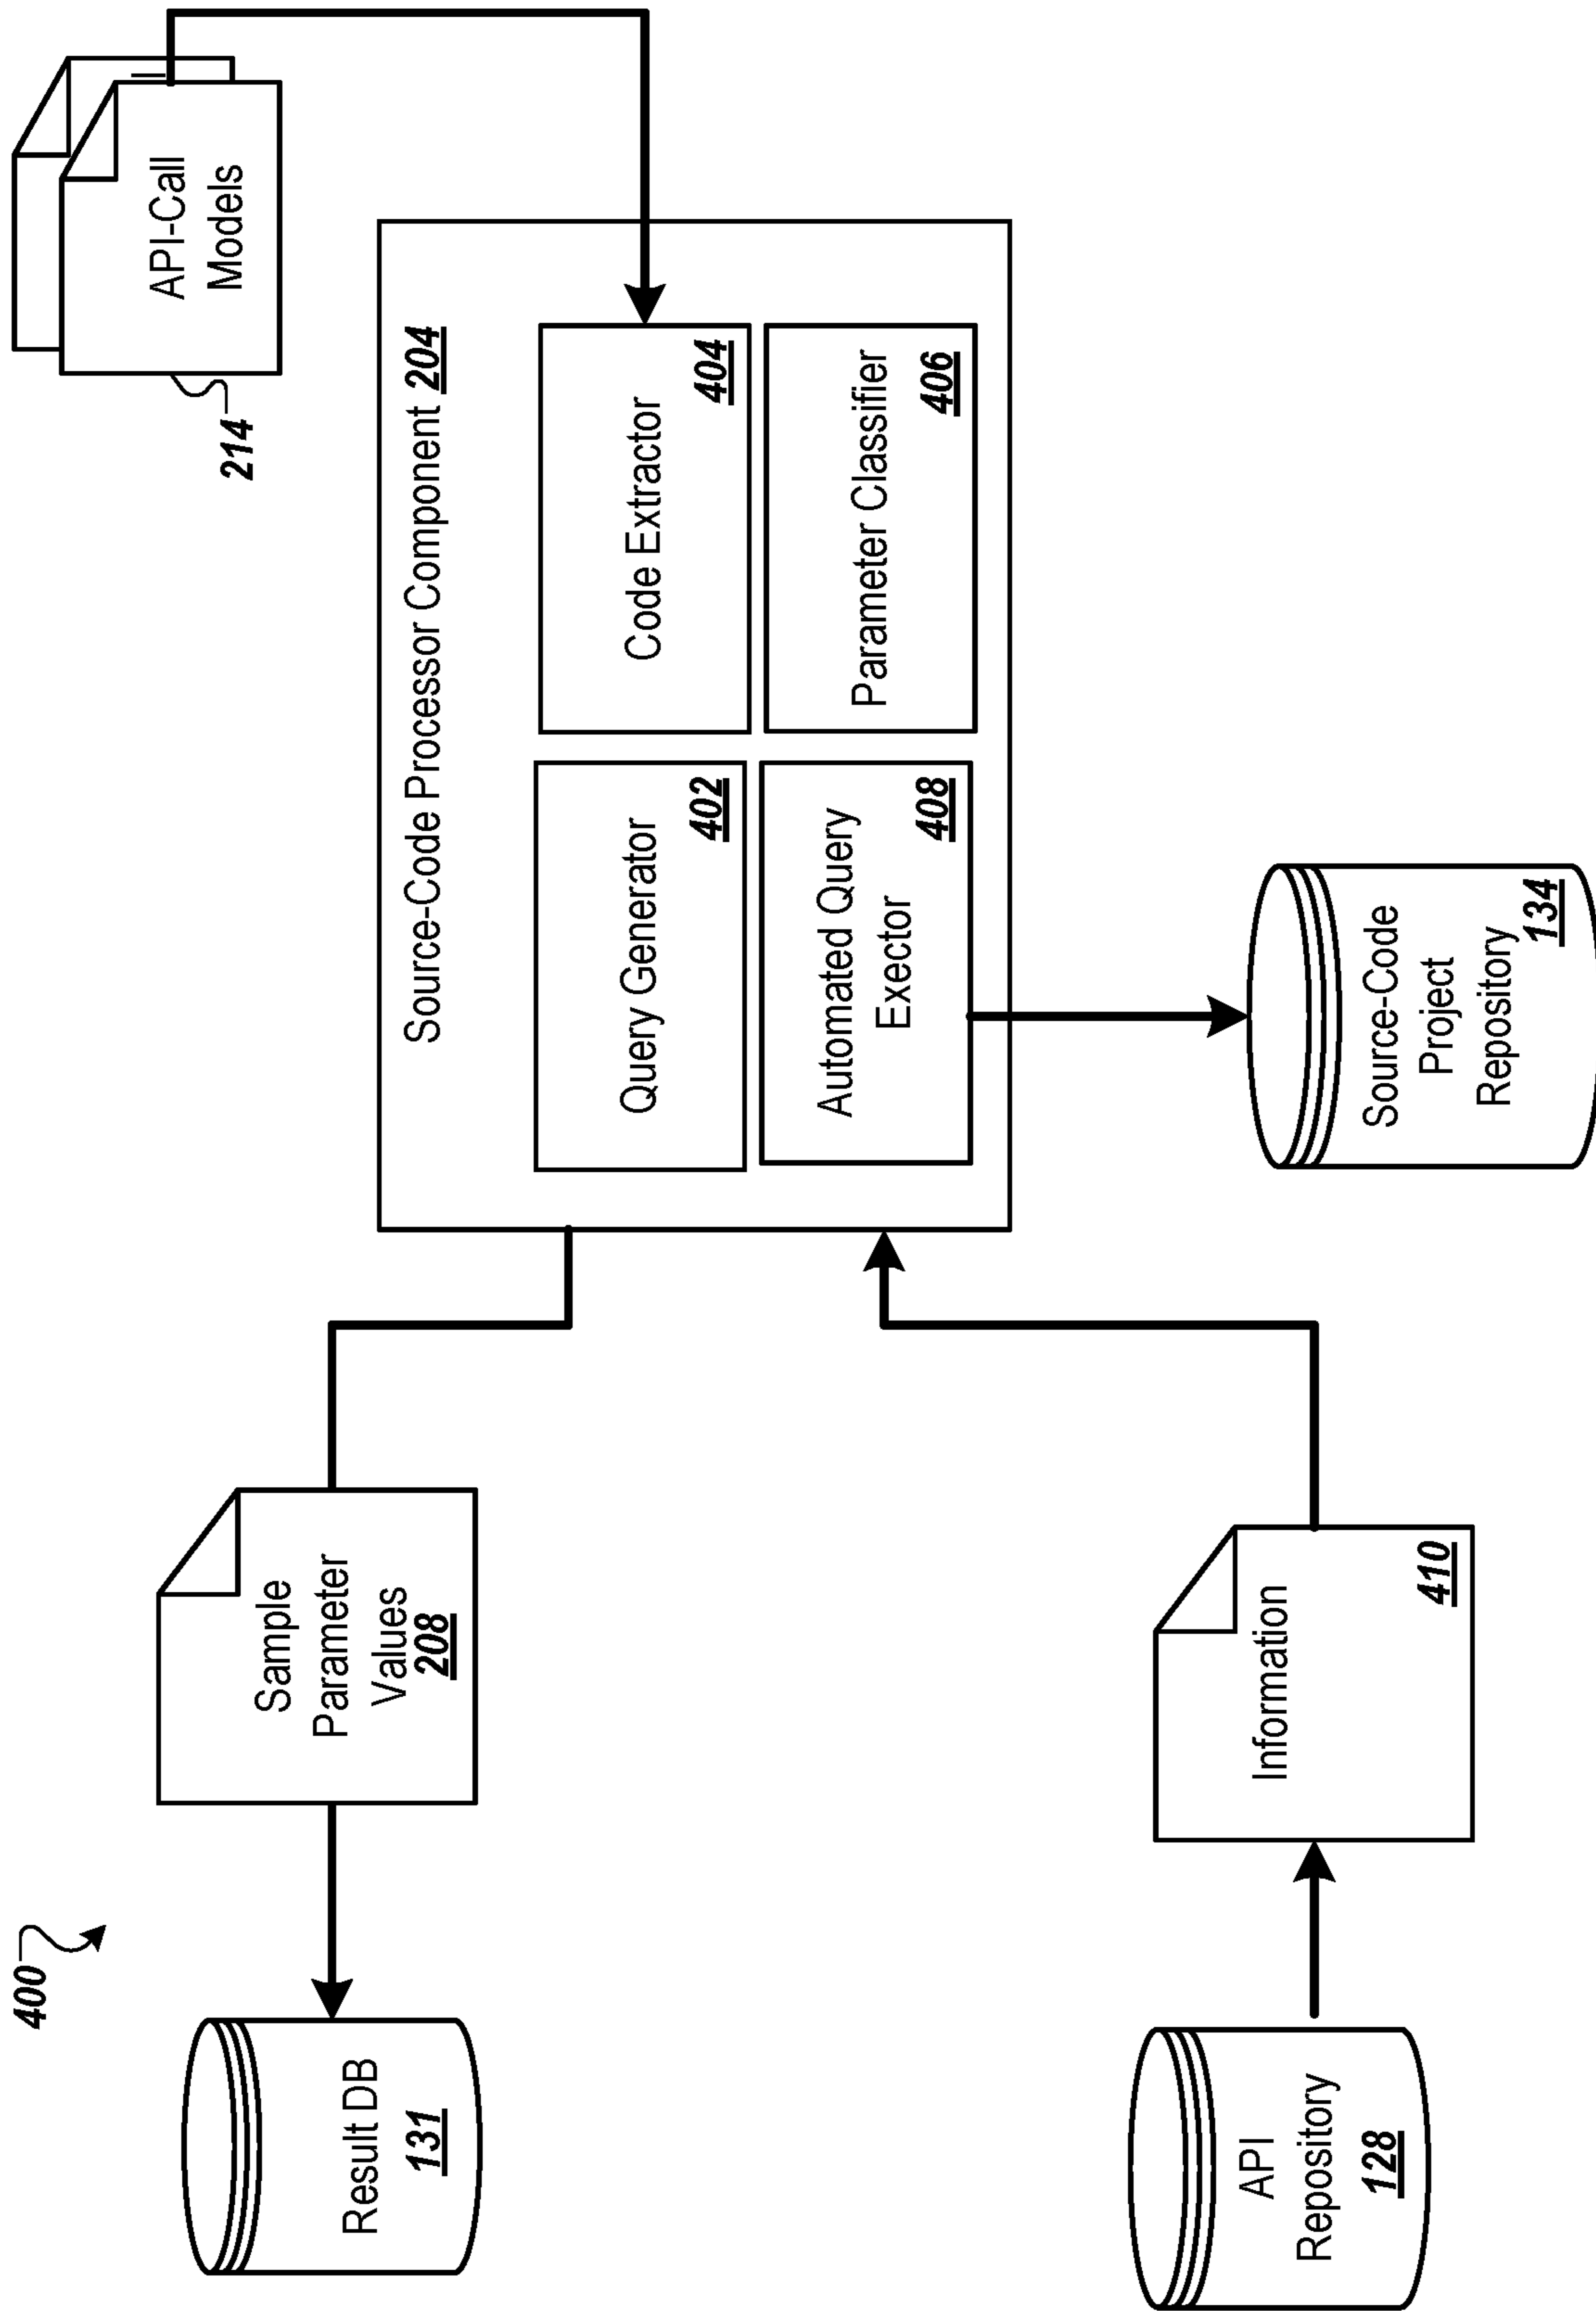 400
Result DB
131
Sample
Parameter
Values
208
Source-Code Processor Component 204
Query Generator
402
Code Extractor
404
Automated Query
Exector
408
Parameter Classifier
406
API-Call
Models
214
API
Repository
128
Information
410
Source-Code
Project
Repository
134